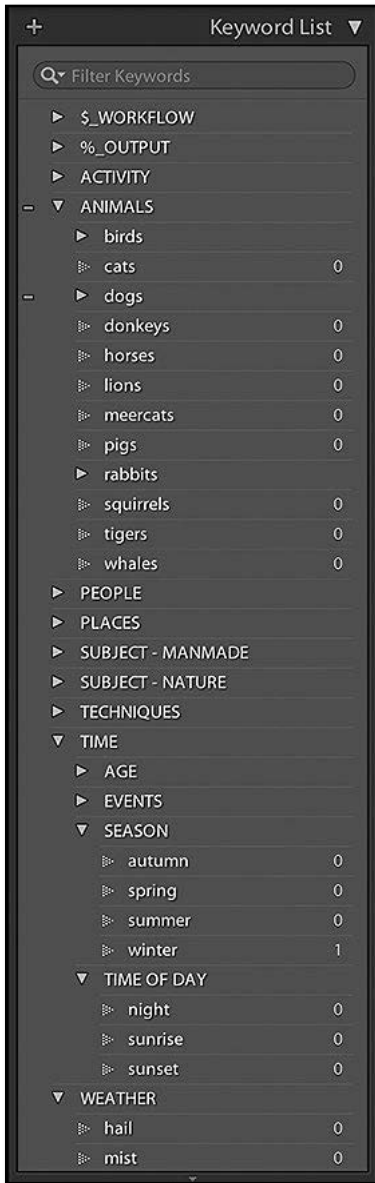 Keyword List
Filter Keywords
$_WORKFLOW
%_OUTPUT
ACTIVITY
ANIMALS
birds
cats 0
dogs
donkeys 0
horses 0
lions 0
meercats 0
pigs 0
rabbits
squirrels 0
tigers 0
whales 0
PEOPLE
PLACES
SUBJECT - MANMADE
SUBJECT - NATURE
TECHNIQUES
TIME
AGE
EVENTS
SEASON
autumn 0
spring 0
summer 0
winter 1
TIME OF DAY
night 0
sunrise 0
sunset 0
WEATHER
hail 0
mist 0